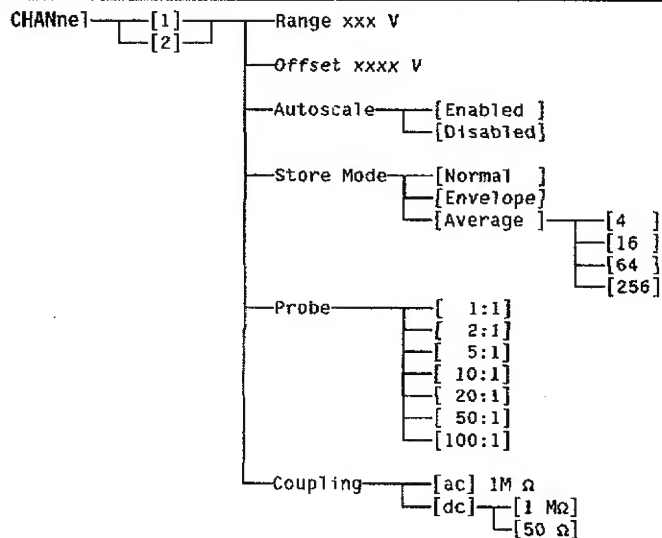 CHANnel [1] Range xxx V
[2]
Offset xxxx V
Autoscale [Enabled ]
[Disabled]
Store Mode [Normal ]
[Envelope]
[Average ] [4 ]
[16 ]
[64 ]
[256]
Probe [ 1:1]
[ 2:1]
[ 5:1]
[ 10:1]
[ 20:1]
[ 50:1]
[100:1]
Coupling [ac] 1M Ω
[dc] [1 MΩ]
[50 Ω]